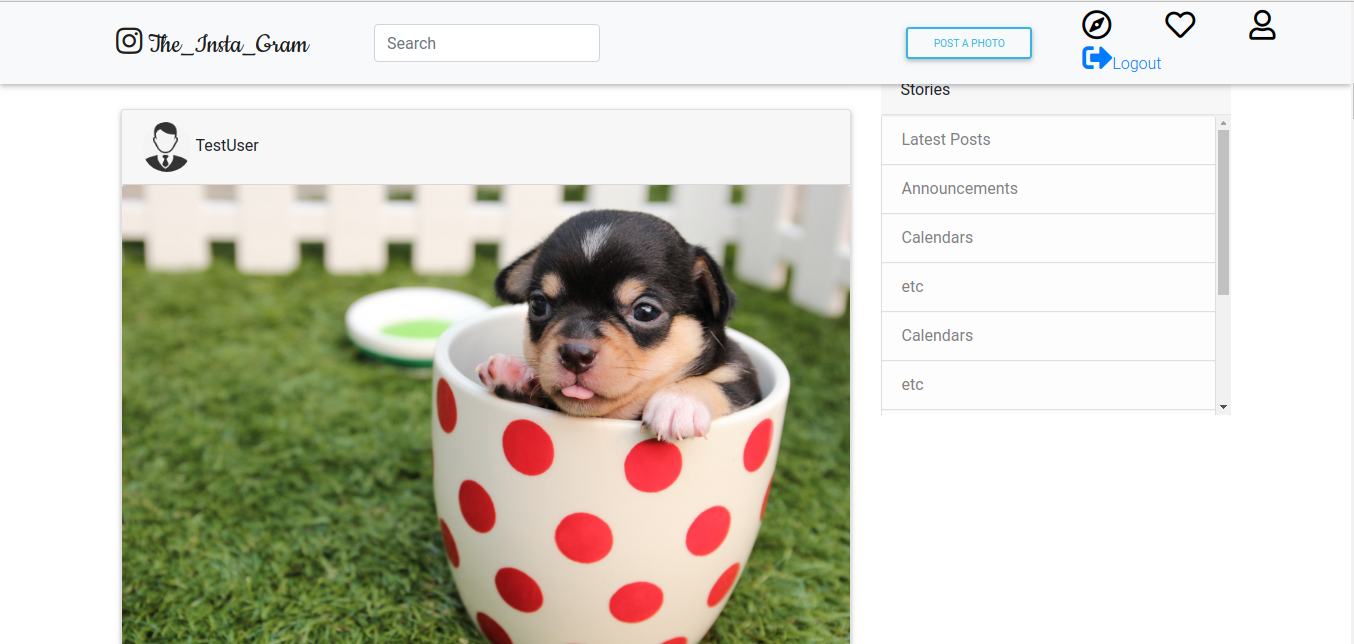 The_Insta_Gram
Search
POST A PHOTO
Logout
TestUser
Stories
Latest Posts
Announcements
Calendars
etc
Calendars
etc